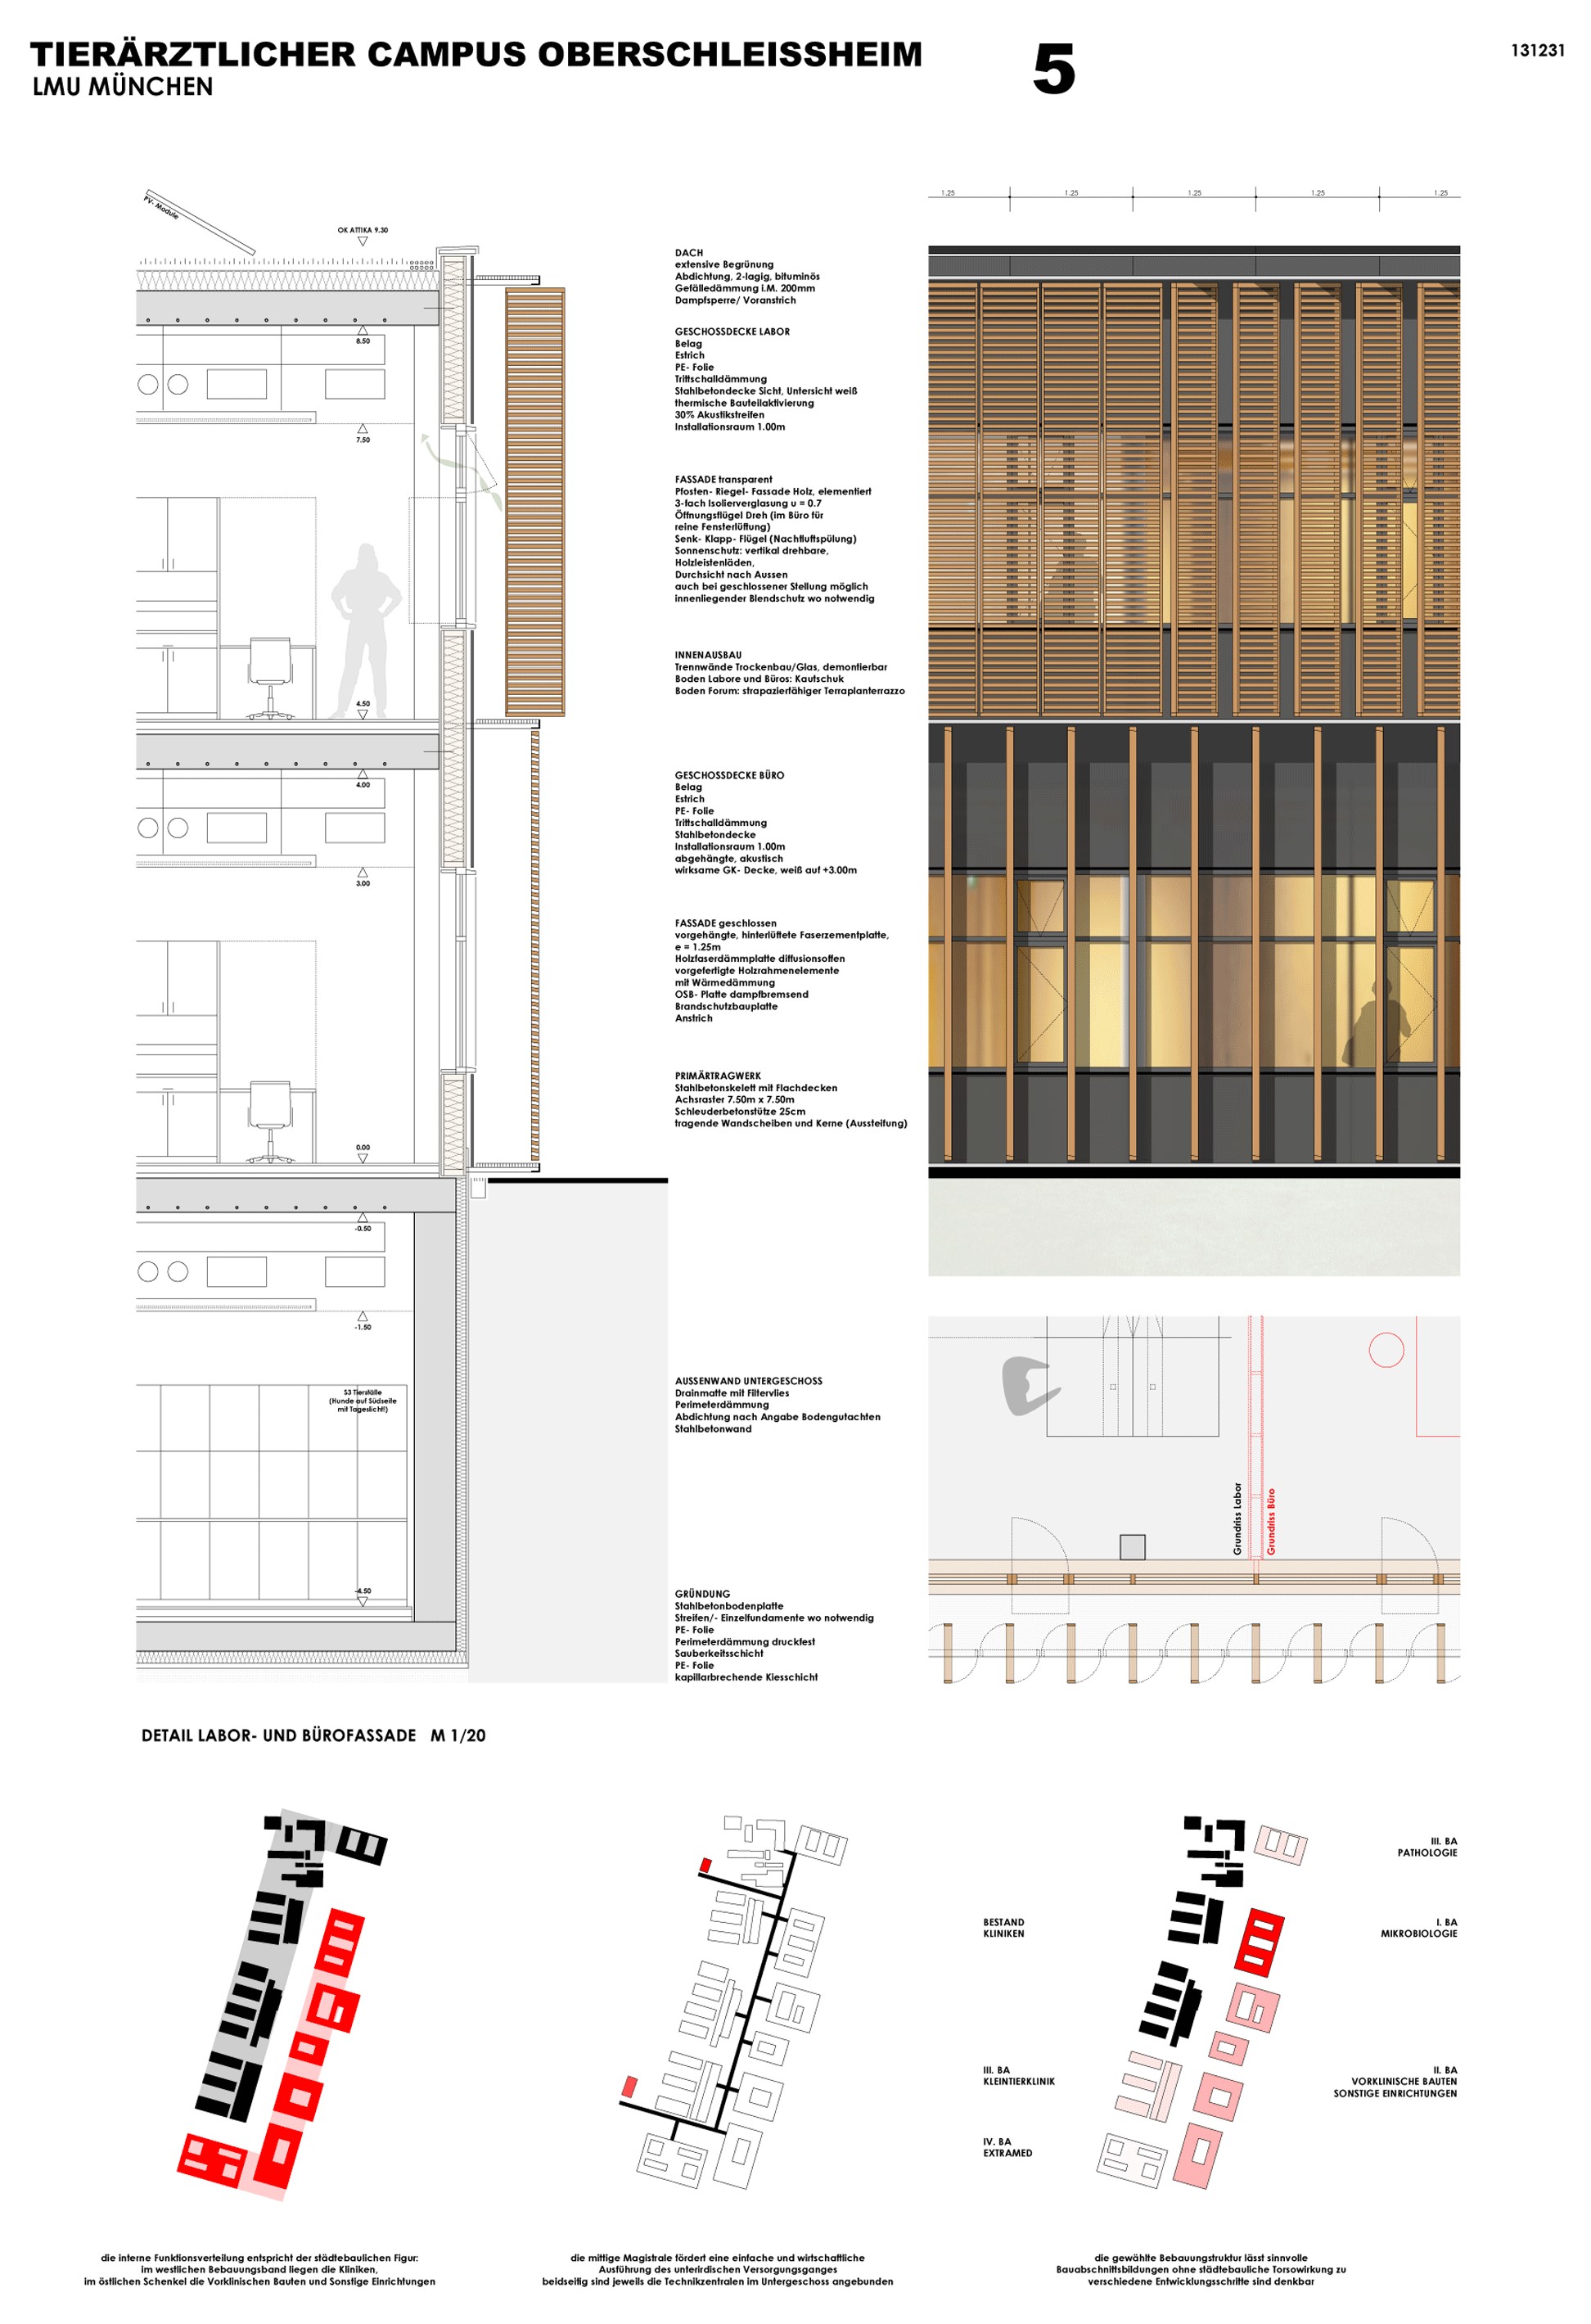 TIERÄRZTLICHER CAMPUS OBERSCHLEISSHEIM
LMU MÜNCHEN
5
131231
PV- Module
OK ATTIKA 9.30
8.50
7.50
4.50
4.00
3.00
0.00
-0.50
-1.50
S3 Tierställe
(Hunde auf Südseite
mit Tageslicht!)
-4.50
DACH
extensive Begrünung
Abdichtung, 2-lagig, bituminös
Gefälledämmung i.M. 200mm
Dampfsperre/ Voranstrich
GESCHOSSDECKE LABOR
Belag
Estrich
PE- Folie
Trittschalldämmung
Stahlbetondecke Sicht, Untersicht weiß
thermische Bauteilaktivierung
30% Akustikstreifen
Installationsraum 1.00m
FASSADE transparent
Pfosten- Riegel- Fassade Holz, elementiert
3-fach Isolierverglasung u = 0.7
Öffnungsflügel Dreh (im Büro für
reine Fensterlüftung)
Senk- Klapp- Flügel (Nachtluftspülung)
Sonnenschutz: vertikal drehbare,
Holzleistenläden,
Durchsicht nach Aussen
auch bei geschlossener Stellung möglich
innenliegender Blendschutz wo notwendig
INNENAUSBAU
Trennwände Trockenbau/Glas, demontierbar
Boden Labore und Büros: Kautschuk
Boden Forum: strapazierfähiger Terraplanterrazzo
GESCHOSSDECKE BÜRO
Belag
Estrich
PE- Folie
Trittschalldämmung
Stahlbetondecke
Installationsraum 1.00m
abgehängte, akustisch
wirksame GK- Decke, weiß auf +3.00m
FASSADE geschlossen
vorgehängte, hinterlüftete Faserzementplatte,
e = 1.25m
Holzfaserdämmplatte diffusionsoffen
vorgefertigte Holzrahmenelemente
mit Wärmedämmung
OSB- Platte dampfbremsend
Brandschutzbauplatte
Anstrich
PRIMÄRTRAGWERK
Stahlbetonskelett mit Flachdecken
Achsraster 7.50m x 7.50m
Schleuderbetonstütze 25cm
tragende Wandscheiben und Kerne (Aussteifung)
AUSSENWAND UNTERGESCHOSS
Drainmatte mit Filtervlies
Perimeterdämmung
Abdichtung nach Angabe Bodengutachten
Stahlbetonwand
GRÜNDUNG
Stahlbetonbodenplatte
Streifen/- Einzelfundamente wo notwendig
PE- Folie
Perimeterdämmung druckfest
Sauberkeitsschicht
PE- Folie
kapillarbrechende Kiesschicht
1.25 1.25 1.25 1.25 1.25
Grundriss Labor
Grundriss Büro
DETAIL LABOR- UND BÜROFASSADE M 1/20
die interne Funktionsverteilung entspricht der städtebaulichen Figur:
im westlichen Bebauungsband liegen die Kliniken,
im östlichen Schenkel die Vorklinischen Bauten und Sonstige Einrichtungen
die mittige Magistrale fördert eine einfache und wirtschaftliche
Ausführung des unterirdischen Versorgungsganges
beidseitig sind jeweils die Technikzentralen im Untergeschoss angebunden
III. BA
PATHOLOGIE
BESTAND
KLINIKEN
I. BA
MIKROBIOLOGIE
III. BA
KLEINTIERKLINIK
II. BA
VORKLINISCHE BAUTEN
SONSTIGE EINRICHTUNGEN
IV. BA
EXTRAMED
die gewählte Bebauungstruktur lässt sinnvolle
Bauabschnittsbildungen ohne städtebauliche Torsowirkung zu
verschiedene Entwicklungsschritte sind denkbar